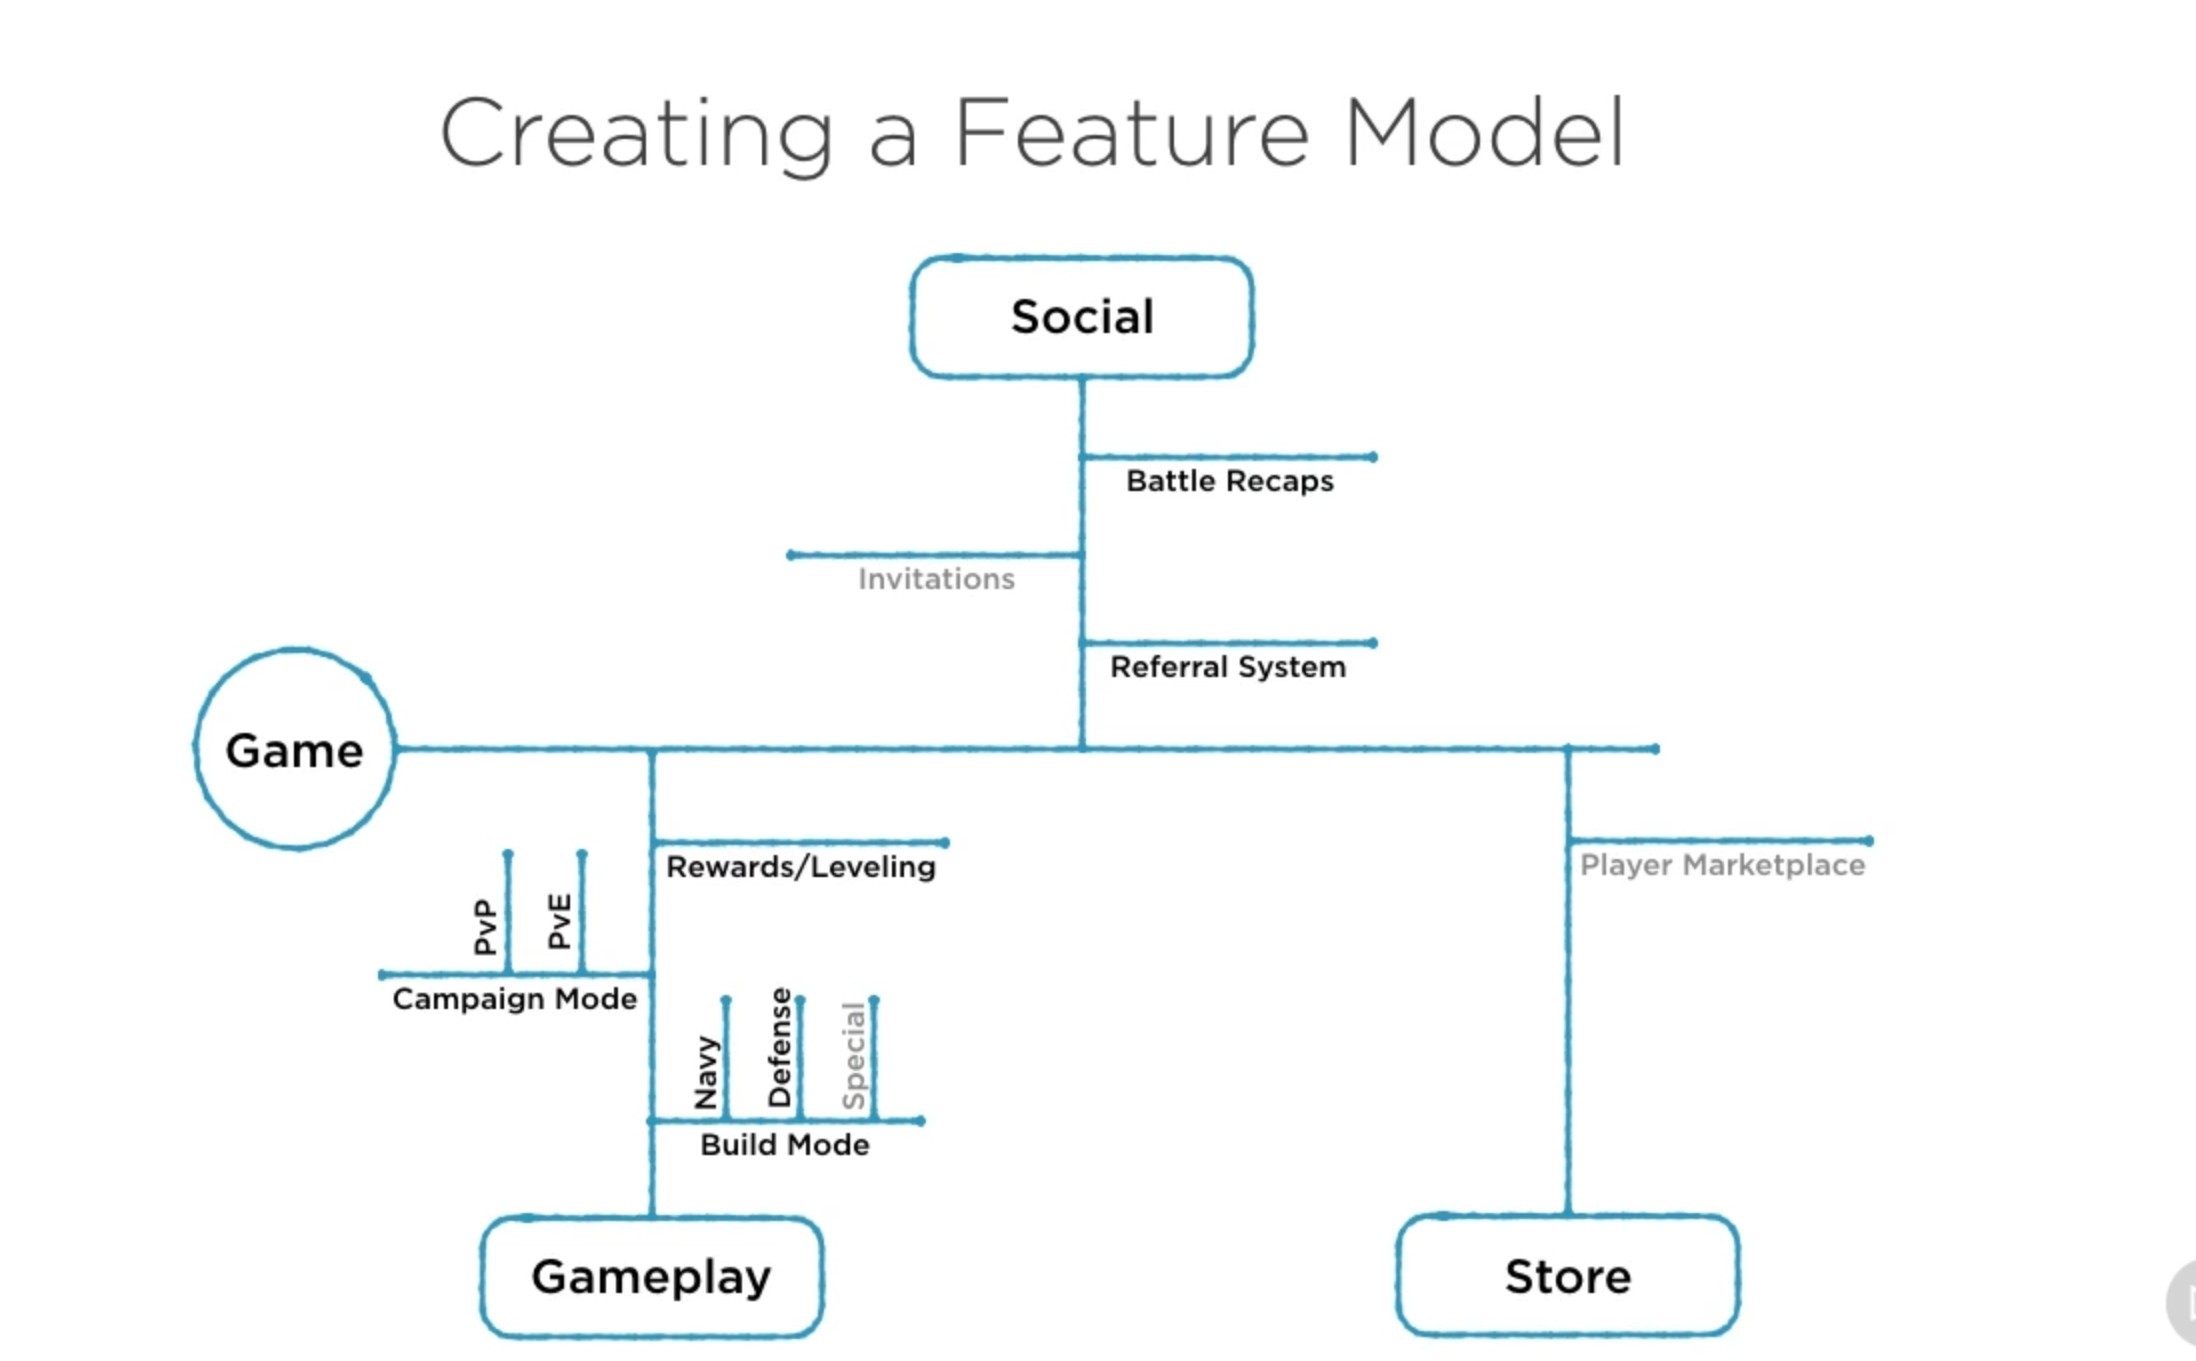 Creating a Feature Model
Social
Battle Recaps
Invitations
Referral System
Game
Rewards/Leveling
Player Marketplace
PvP
PvE
Campaign Mode
Navy
Defense
Special
Build Mode
Gameplay
Store